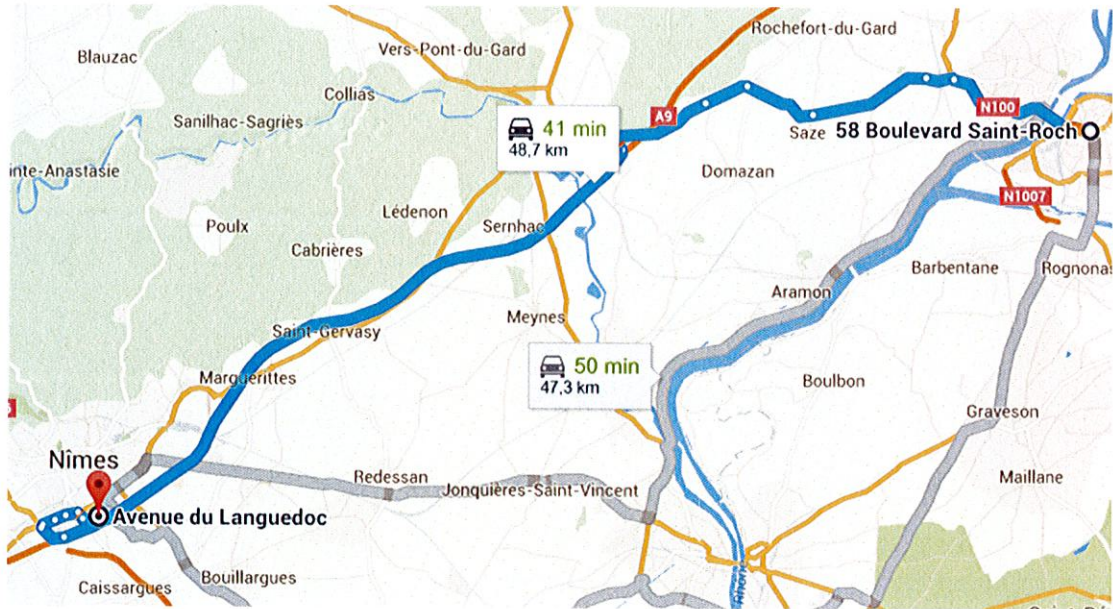 Rochefort-du-Gard
Vers-Pont-du-Gard
Blauzac
Collias
A9
N100
Sanilhac-Sagriès
41 min
48,7 km
Saze
58 Boulevard Saint-Roch
inte-Anastasie
Domazan
N1007
Lédenon
Poulx
Sernhac
Cabrières
Barbentane
Rognonas
Aramon
Meynes
Saint-Gervasy
50 min
47,3 km
Marguerittes
Boulbon
Graveson
Nîmes
Redessan
Maillane
Jonquières-Saint-Vincent
Avenue du Languedoc
Bouillargues
Caissargues
Rhône